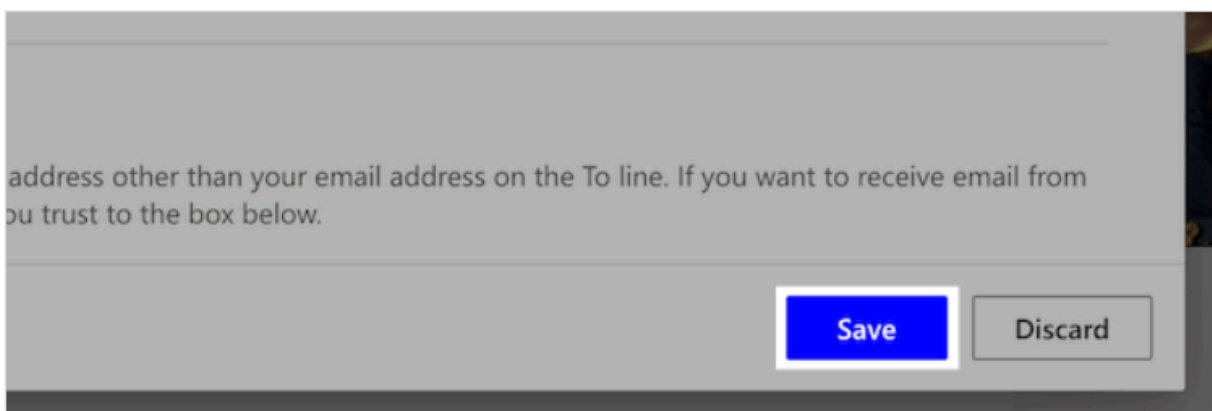 address other than your email address on the To line. If you want to receive email from
ou trust to the box below.
Save
Discard